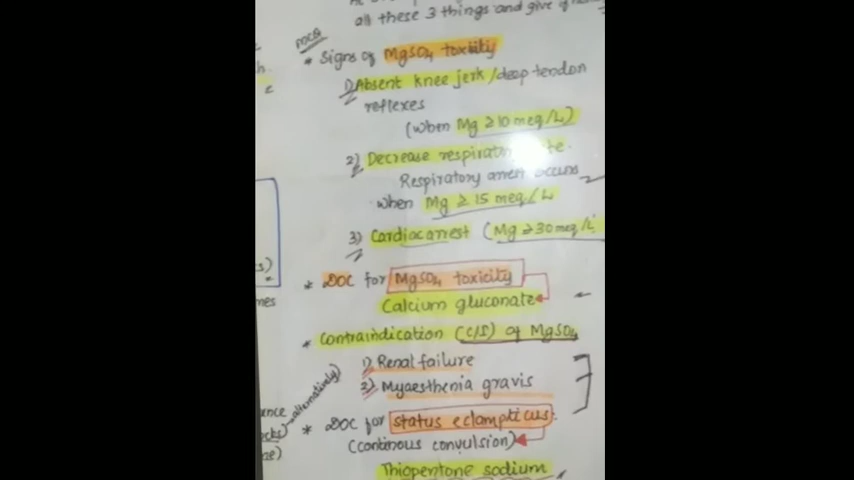 all these 3 things and give
MCQ
* Signs of MgSO4 toxicity
1) Absent knee jerk/deep tendon
reflexes
(when Mg ≥ 10 meq/L)
2) Decrease
Respiratory arrest occurs
when Mg ≥ 15 meq/L
3) Cardiac arrest (Mg ≥ 30 meq/L)
* DOC for MgSO4 toxicity
Calcium gluconate
* Contraindication (C/I) of MgSO4
1) Renal failure
2) Myaesthenia gravis
alternatively)
* DOC for status eclampticus
(continous convulsion)
Thiopentone sodium